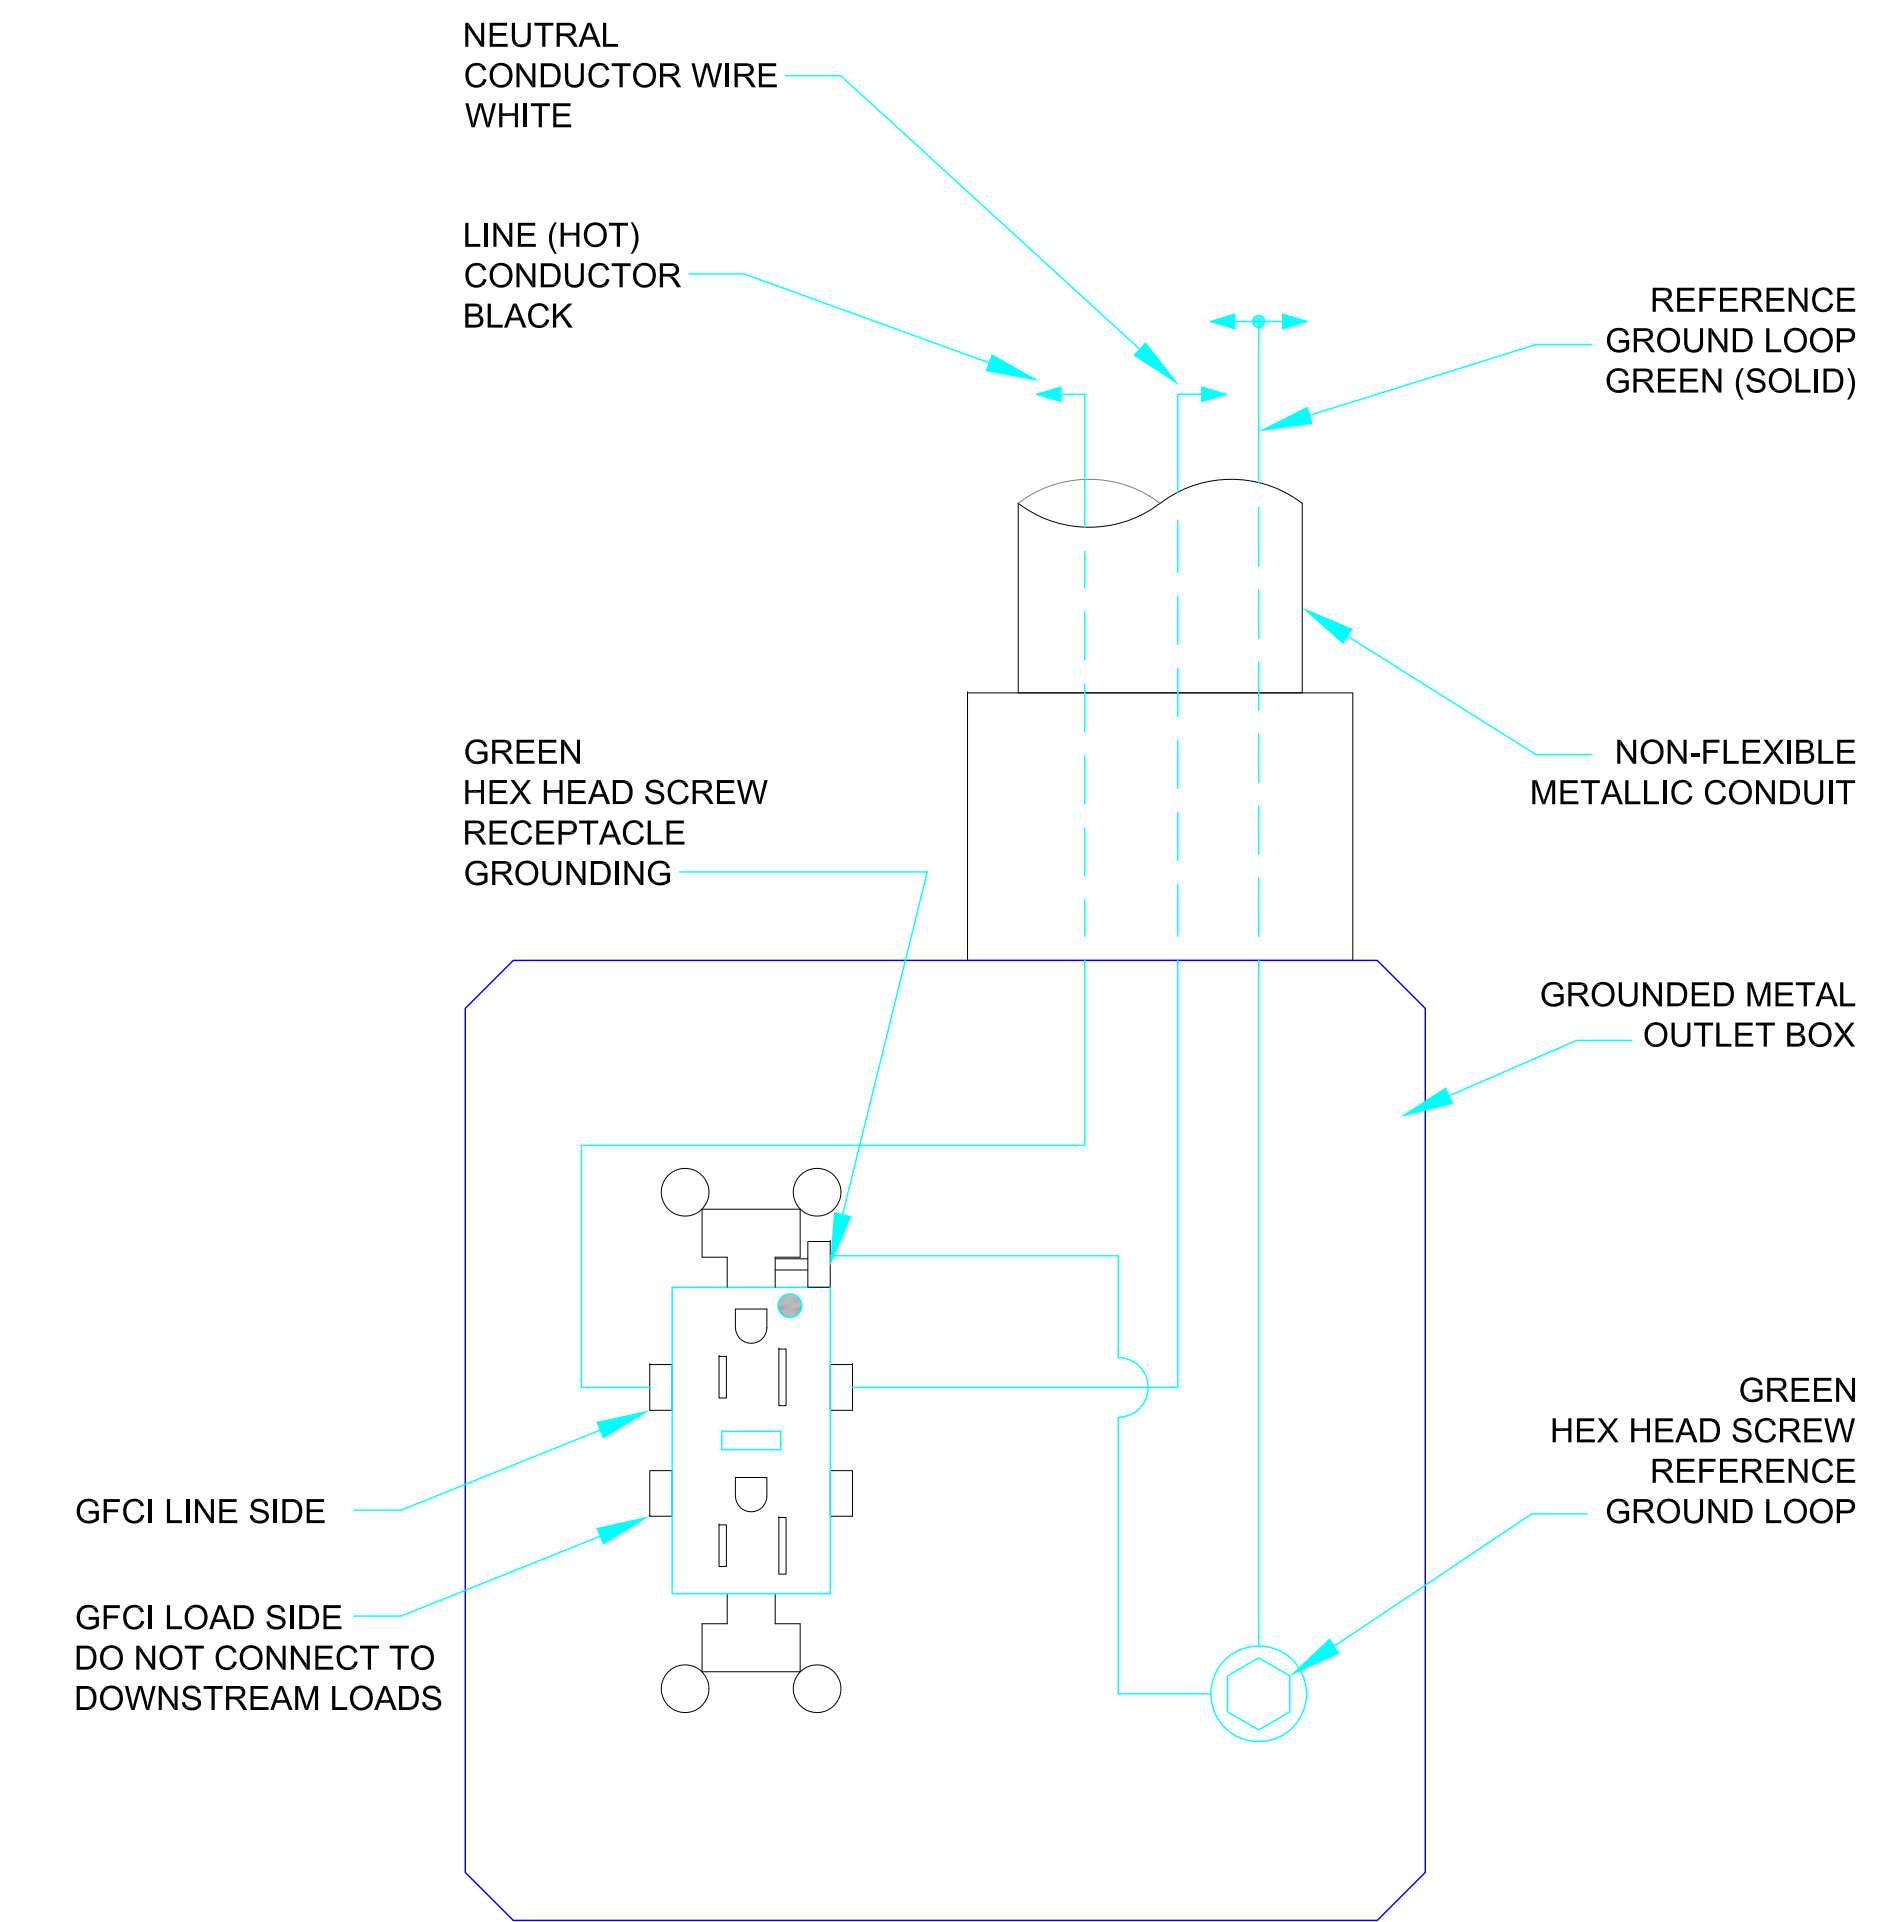 NEUTRAL
CONDUCTOR WIRE
WHITE
LINE (HOT)
CONDUCTOR
BLACK
REFERENCE
GROUND LOOP
GREEN (SOLID)
GREEN
HEX HEAD SCREW
RECEPTACLE
GROUNDING
NON-FLEXIBLE
METALLIC CONDUIT
GROUNDED METAL
OUTLET BOX
GREEN
HEX HEAD SCREW
REFERENCE
GROUND LOOP
GFCI LINE SIDE
GFCI LOAD SIDE
DO NOT CONNECT TO
DOWNSTREAM LOADS